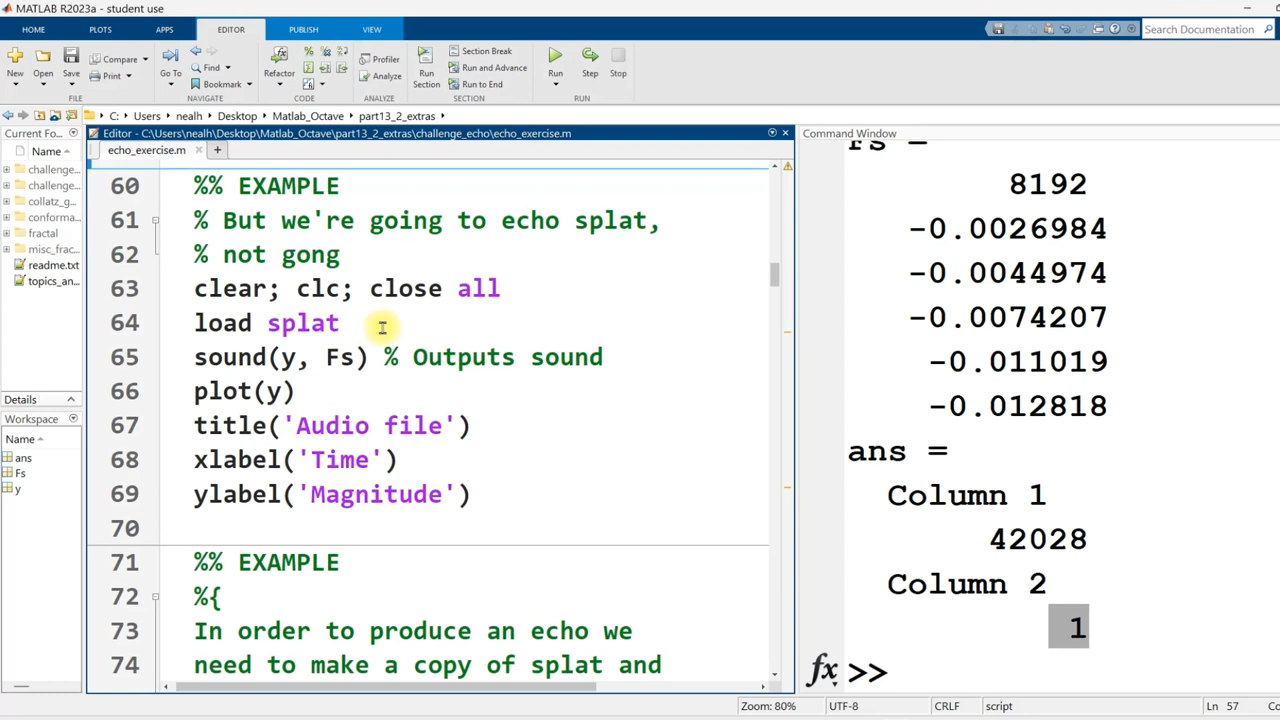 MATLAB R2023a - student use
HOME PLOTS APPS EDITOR PUBLISH VIEW Search Documentation
New Open Save Compare Print Go To Find Bookmark Refactor Profiler Analyze Run Section Section Break Run and Advance Run to End Run Step Stop
FILE NAVIGATE CODE ANALYZE SECTION RUN
C: Users nealh Desktop Matlab_Octave part13_2_extras
Current Fo...
Name
challenge...
challenge...
collatz_g...
conforma...
fractal
misc_frac...
readme.txt
topics_an...
Details
Workspace
Name
ans
Fs
y
Editor - C:\Users\nealh\Desktop\Matlab_Octave\part13_2_extras\challenge_echo\echo_exercise.m
echo_exercise.m
60 %% EXAMPLE
61 % But we're going to echo splat,
62 % not gong
63 clear; clc; close all
64 load splat
65 sound(y, Fs) % Outputs sound
66 plot(y)
67 title('Audio file')
68 xlabel('Time')
69 ylabel('Magnitude')
70
71 %% EXAMPLE
72 %{
73 In order to produce an echo we
74 need to make a copy of splat and
Command Window
Fs =
8192
-0.0026984
-0.0044974
-0.0074207
-0.011019
-0.012818
ans =
Column 1
42028
Column 2
1
fx >>
Zoom: 80% UTF-8 CRLF script Ln 57